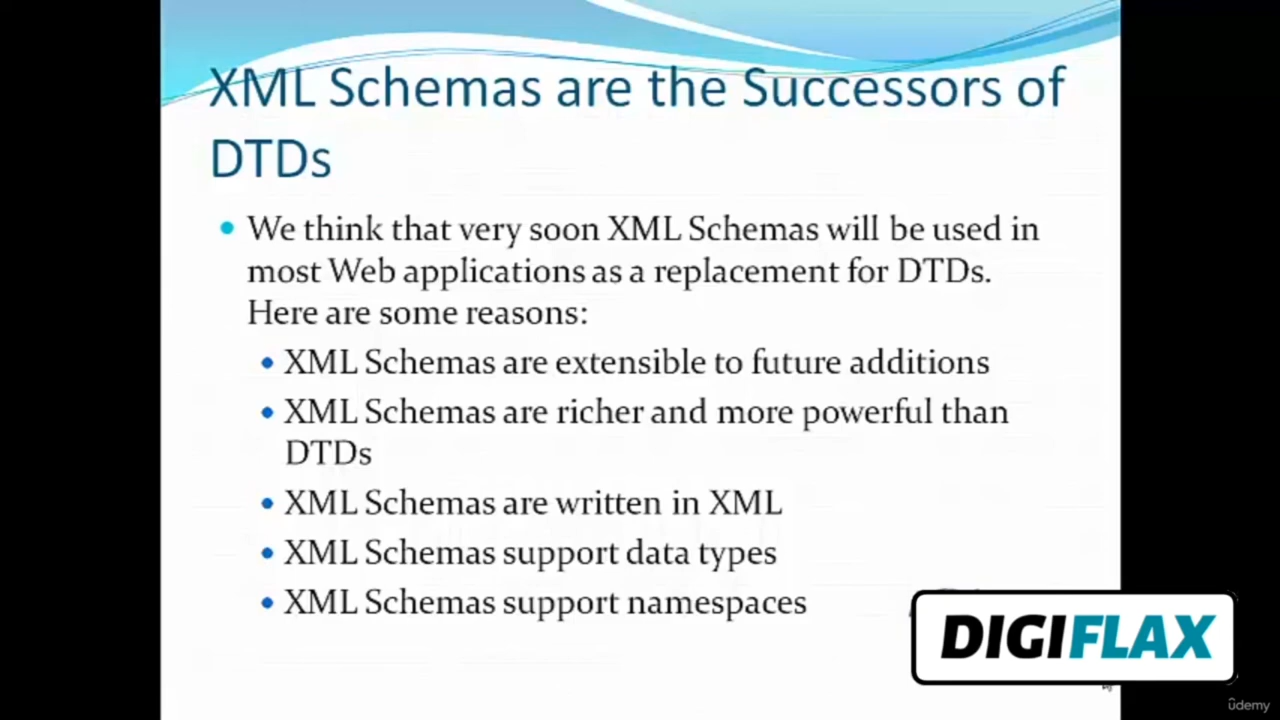 XML Schemas are the Successors of
DTDs
We think that very soon XML Schemas will be used in
most Web applications as a replacement for DTDs.
Here are some reasons:
XML Schemas are extensible to future additions
XML Schemas are richer and more powerful than
DTDs
XML Schemas are written in XML
XML Schemas support data types
XML Schemas support namespaces
DIGIFLAX
ûdemy